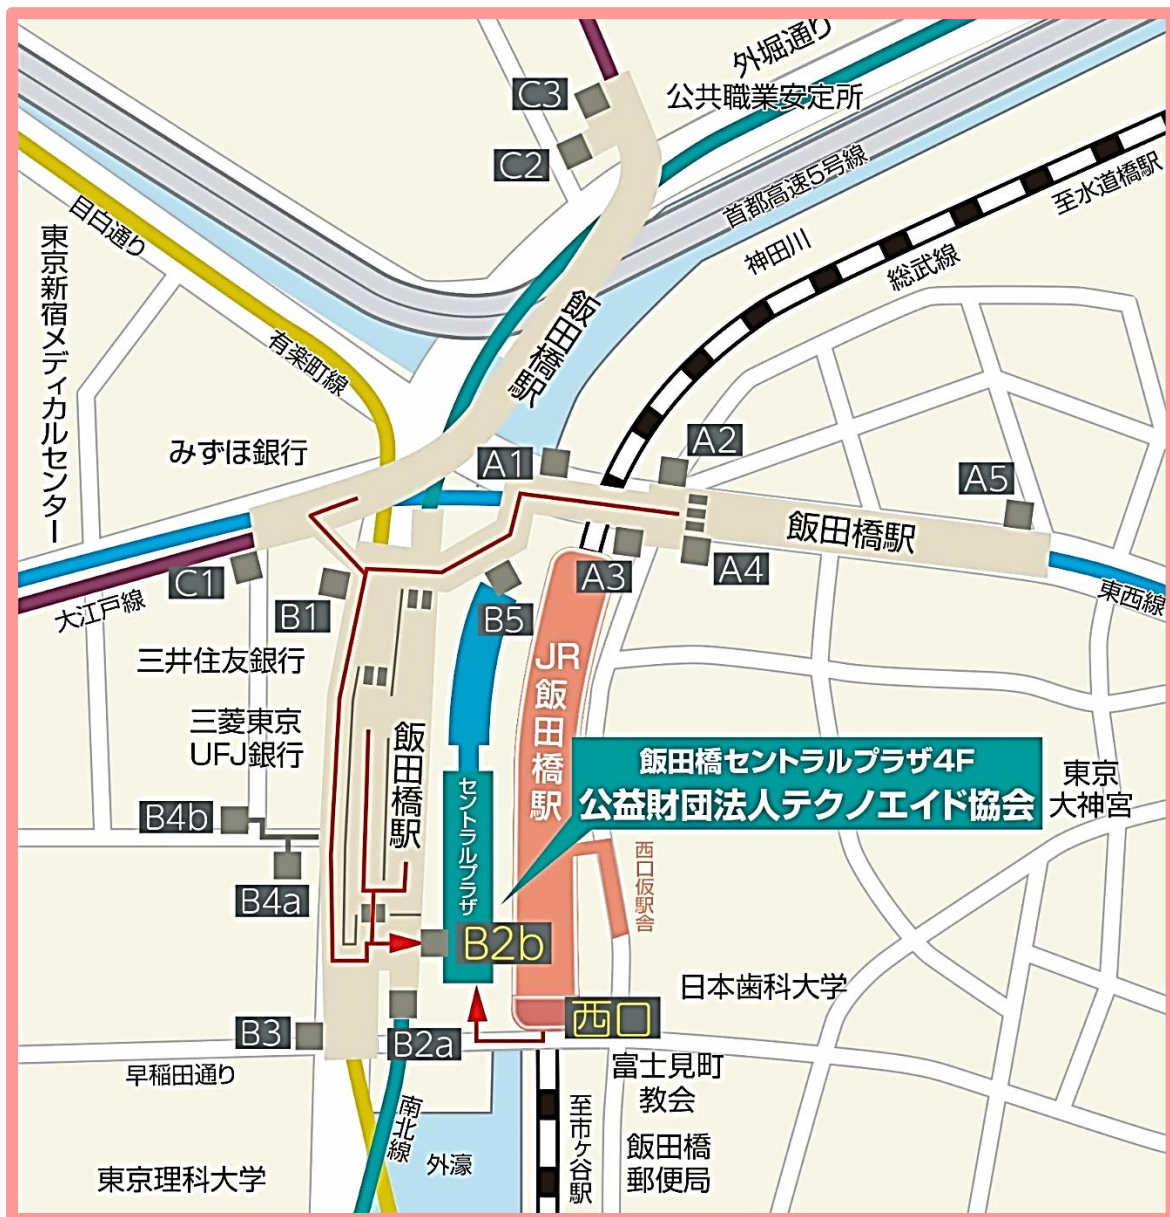 外堀通り
C3
公共職業安定所
C2
首都高速5号線
至水道橋駅
目白通り
神田川
総武線
東京新宿メディカルセンター
飯田橋駅
有楽町線
みずほ銀行
A1
A2
A5
飯田橋駅
A3
A4
C1
B1
B5
大江戸線
東西線
三井住友銀行
JR飯田橋駅
三菱東京
UFJ銀行
飯田橋駅
飯田橋セントラルプラザ4F
公益財団法人テクノエイド協会
東京
大神宮
セントラルプラザ
B4b
B4a
西口仮駅舎
B2b
日本歯科大学
西口
B3
B2a
早稲田通り
富士見町
教会
南北線
至市ヶ谷駅
外濠
飯田橋
郵便局
東京理科大学